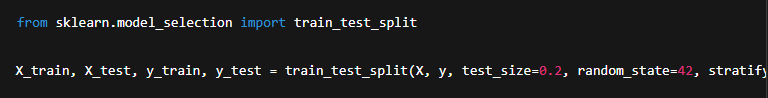 from sklearn.model_selection import train_test_split
X_train, X_test, y_train, y_test = train_test_split(X, y, test_size=0.2, random_state=42, stratify